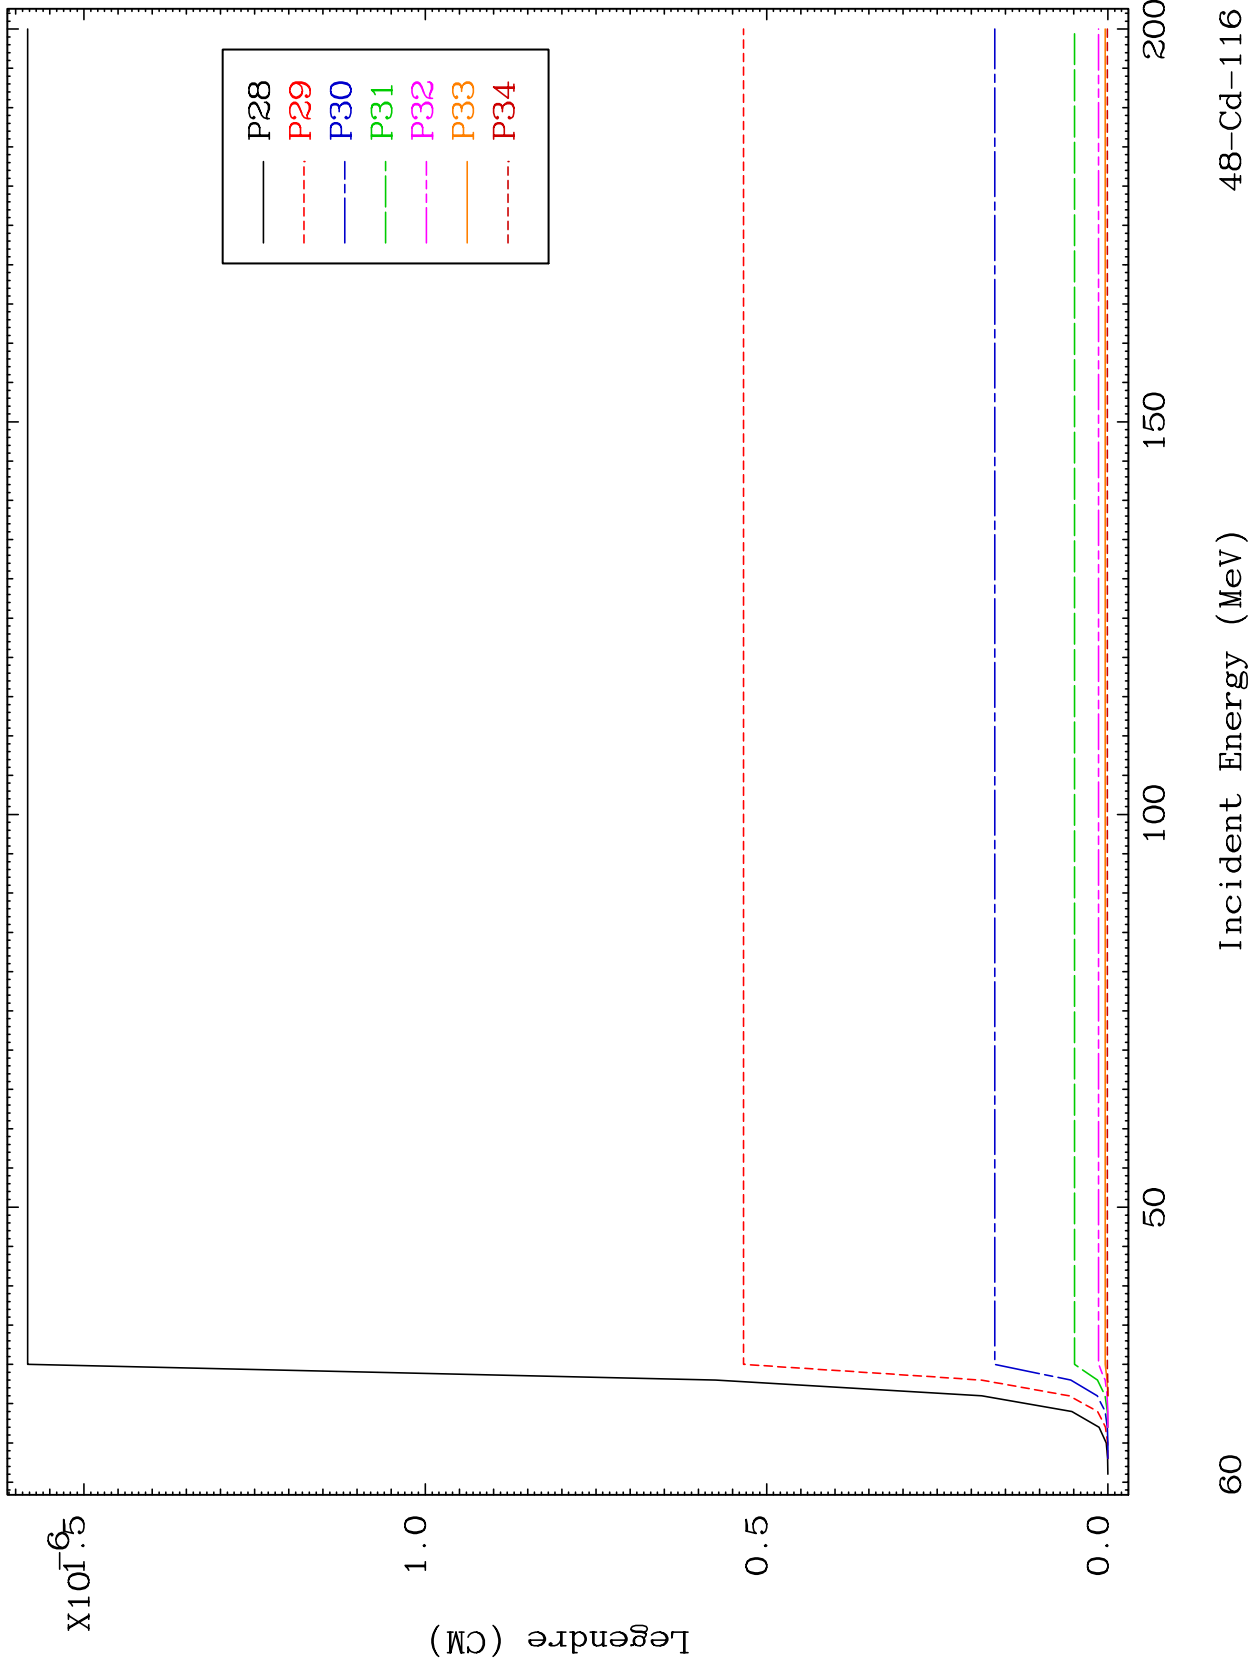 X10-6
1.5
1.0
0.5
0.0
Legendre (CM)
P28
P29
P30
P31
P32
P33
P34
50
100
150
200
60
Incident Energy (MeV)
48-Cd-116